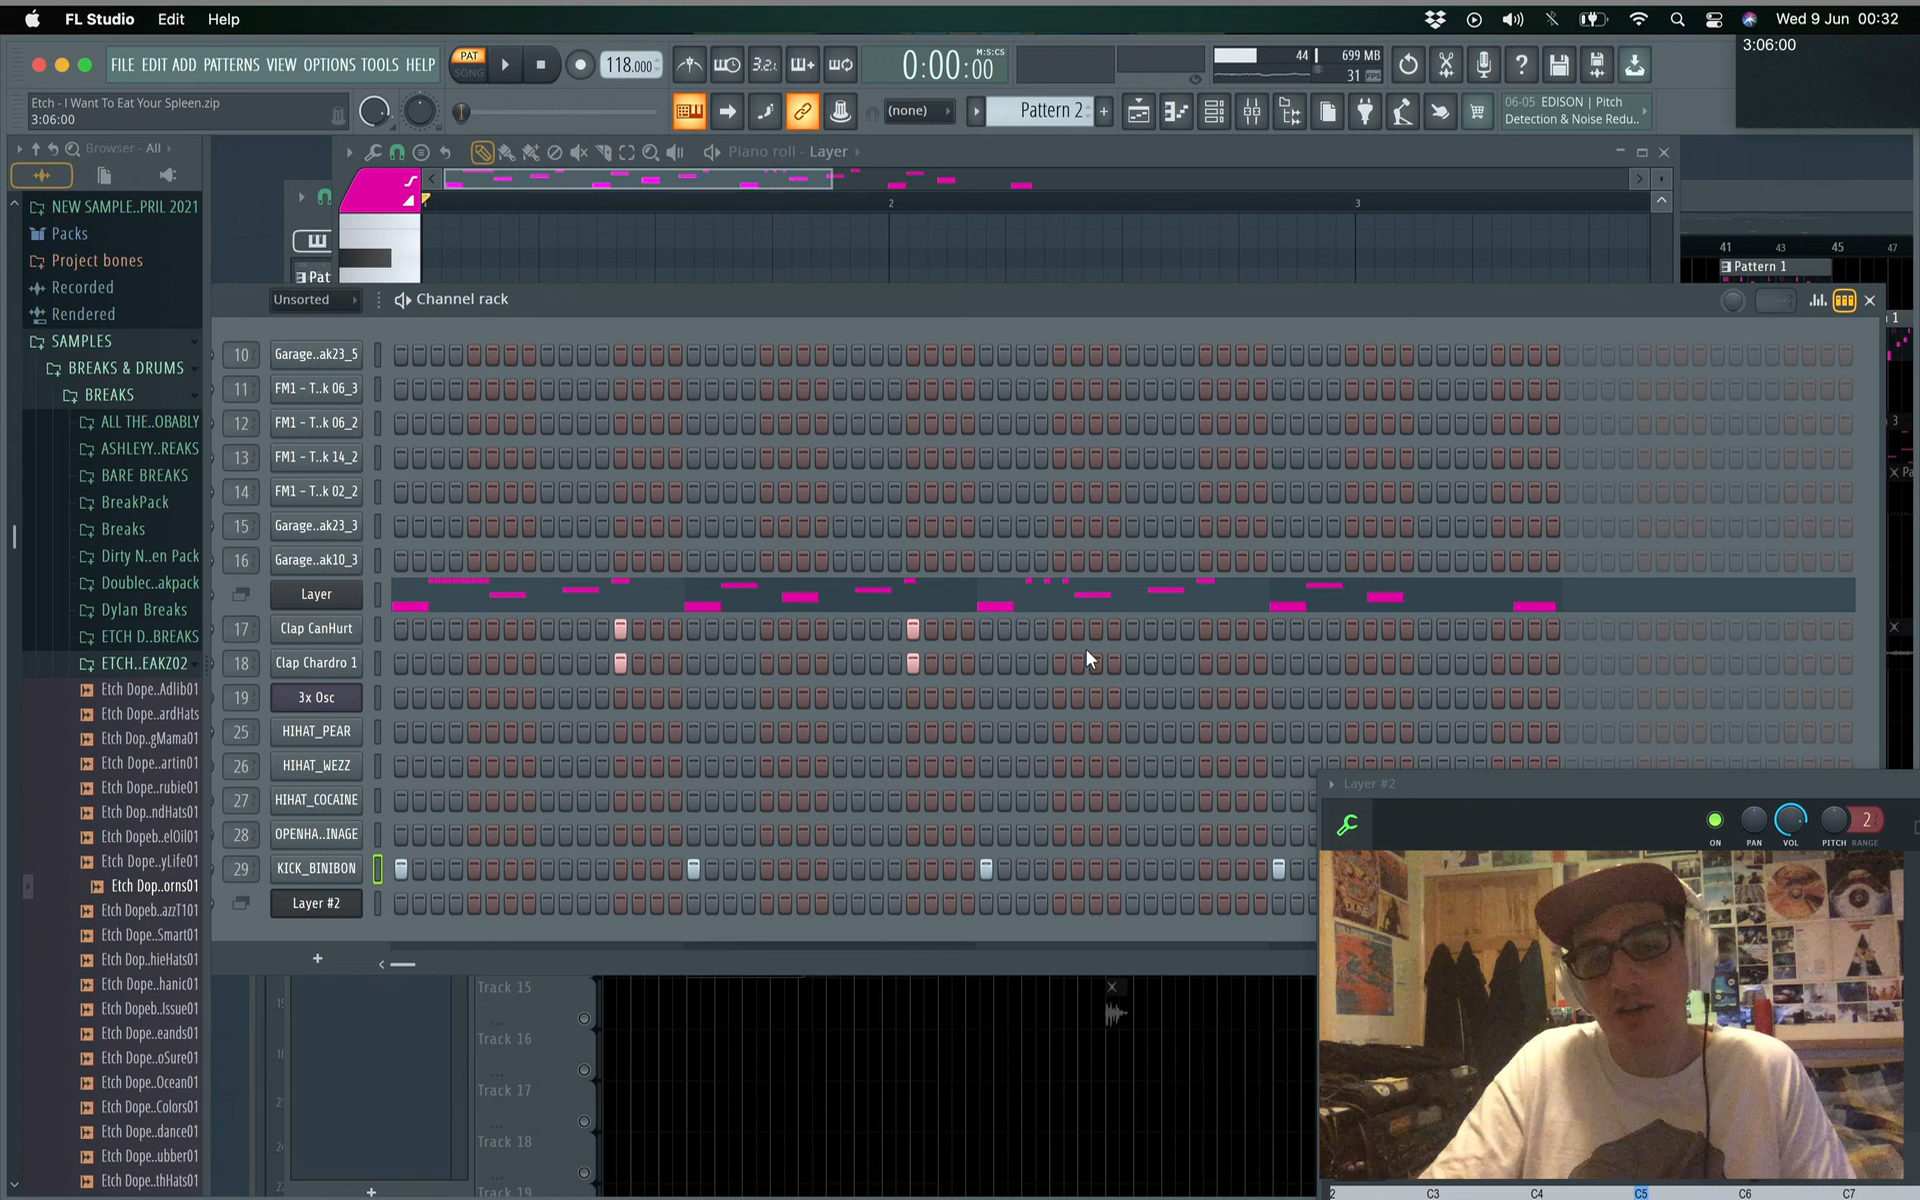 FL Studio Edit Help
Wed 9 Jun 00:32
3:06:00
FILE EDIT ADD PATTERNS VIEW OPTIONS TOOLS HELP
PAT
SONG
118.000
3.2.
0:00:00
M:S:CS
44
699 MB
31 FPS
Etch - I Want To Eat Your Spleen.zip
3:06:00
(none)
Pattern 2
06-05 EDISON | Pitch
Detection & Noise Redu..
Browser - All
Piano roll - Layer
NEW SAMPLE..PRIL 2021
Packs
Project bones
Recorded
Rendered
SAMPLES
BREAKS & DRUMS
BREAKS
ALL THE..OBABLY
ASHLEYY..REAKS
BARE BREAKS
BreakPack
Breaks
Dirty N..en Pack
Doublec..akpack
Dylan Breaks
ETCH D..BREAKS
ETCH..EAKZ02
Etch Dope..Adlib01
Etch Dope..ardHats
Etch Dop..gMama01
Etch Dope..artin01
Etch Dope..rubie01
Etch Dop..ndHats01
Etch Dopeb..elOil01
Etch Dope..yLife01
Etch Dop..orns01
Etch Dopeb..azzT101
Etch Dope..Smart01
Etch Dop..hieHats01
Etch Dope..hanic01
Etch Dopeb..Issue01
Etch Dope..eands01
Etch Dope..oSure01
Etch Dope..Ocean01
Etch Dope..Colors01
Etch Dope..dance01
Etch Dope..ubber01
Etch Dope..thHats01
2
3
Pat
41 43 45 47
Pattern 1
1
3
Unsorted
Channel rack
10 Garage..ak23_5
11 FM1 - T..k 06_3
12 FM1 - T..k 06_2
13 FM1 - T..k 14_2
14 FM1 - T..k 02_2
15 Garage..ak23_3
16 Garage..ak10_3
Layer
17 Clap CanHurt
18 Clap Chardro 1
19 3x Osc
25 HIHAT_PEAR
26 HIHAT_WEZZ
27 HIHAT_COCAINE
28 OPENHA..INAGE
29 KICK_BINIBON
Layer #2
+
Track 15
Track 16
Track 17
Track 18
Track 19
Layer #2
2
ON PAN VOL PITCH RANGE
2 C3 C4 C5 C6 C7